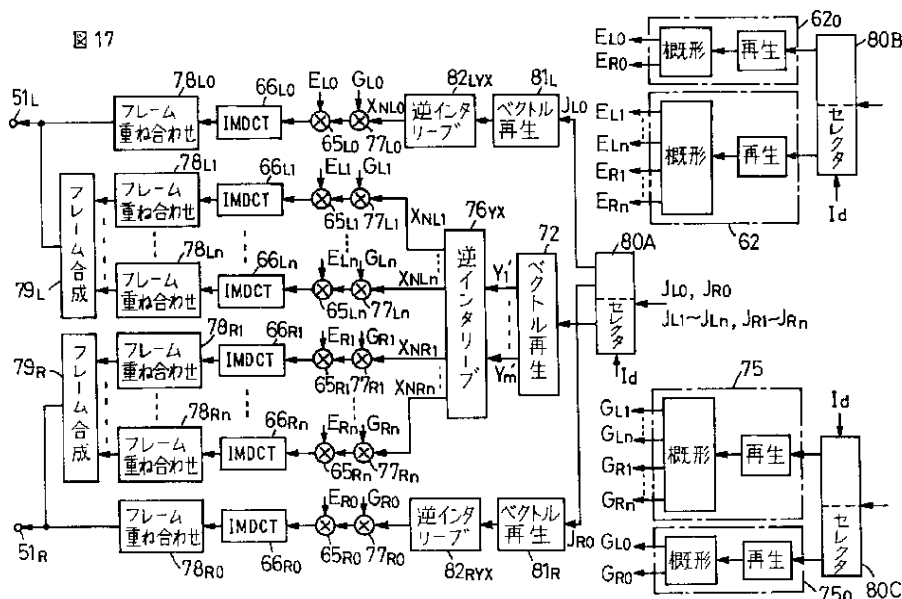 図 17
51L
78L0
フレーム
重ね合わせ
66L0
IMDCT
EL0
GL0
65L0
77L0
XNL0
82LYX
逆インタ
リーブ
81L
ベクトル
再生
JL0
EL0
ER0
概形
再生
620
80B
セレクタ
Id
EL1
ELn
ER1
ERn
概形
再生
62
79L
フレーム合成
78L1
フレーム
重ね合わせ
66L1
IMDCT
EL1
GL1
65L1
77L1
XNL1
78Ln
フレーム
重ね合わせ
66Ln
IMDCT
ELn
GLn
65Ln
77Ln
XNLn
76YX
逆インタリーブ
Y1'
Ym'
72
ベクトル再生
80A
セレクタ
Id
JL0, JR0
JL1~JLn, JR1~JRn
79R
フレーム合成
78R1
フレーム
重ね合わせ
66R1
IMDCT
ER1
GR1
65R1
77R1
XNR1
78Rn
フレーム
重ね合わせ
66Rn
IMDCT
ERn
GRn
65Rn
77Rn
XNRn
51R
フレーム
重ね合わせ
78R0
IMDCT
66R0
ER0
GR0
65R0
77R0
逆インタ
リーブ
82RYX
ベクトル
再生
81R
JR0
75
GL1
GLn
GR1
GRn
概形
再生
Id
セレクタ
80C
GL0
GR0
概形
再生
750